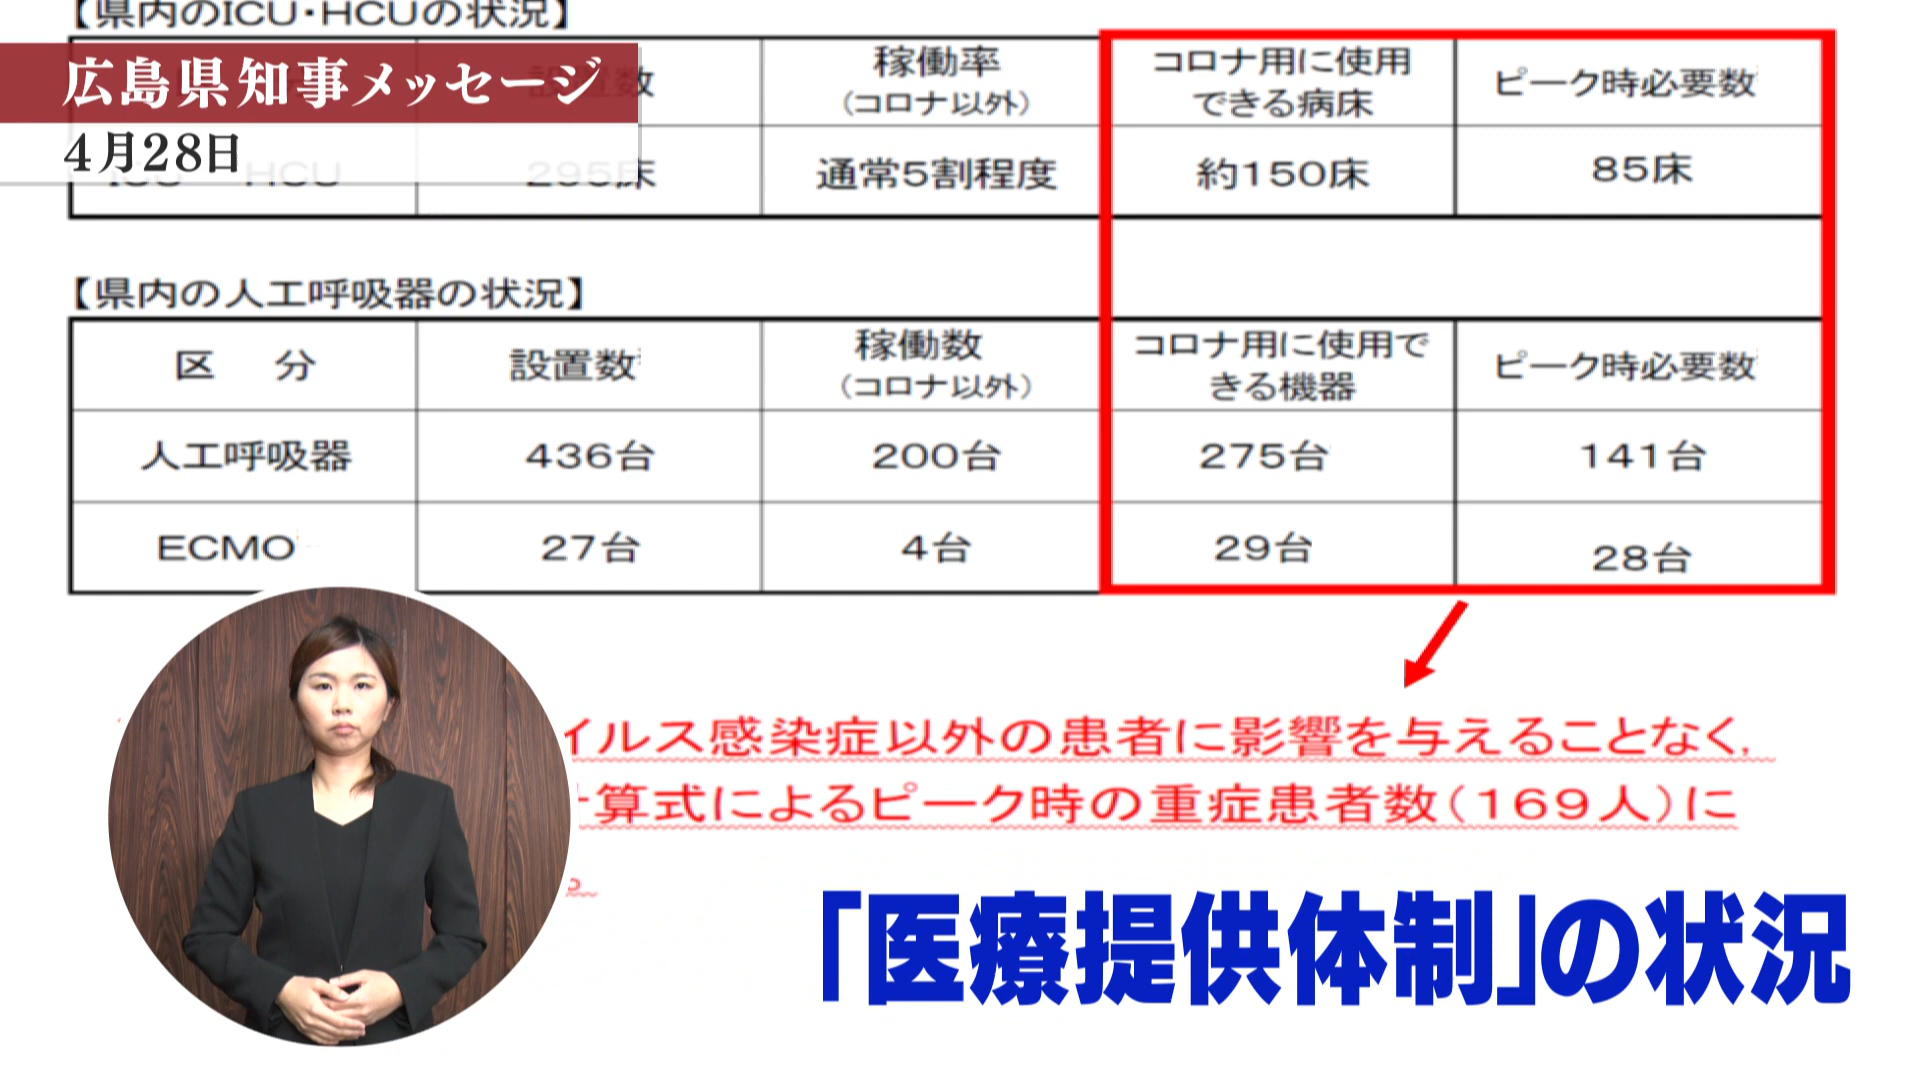 【県内のICU・HCUの状況】
広島県知事メッセージ
4月28日
設置数
稼働率
(コロナ以外)
コロナ用に使用
できる病床
ピーク時必要数
ICU HCU
295床
通常5割程度
約150床
85床
【県内の人工呼吸器の状況】
区 分
設置数
稼働数
(コロナ以外)
コロナ用に使用で
きる機器
ピーク時必要数
人工呼吸器
436台
200台
275台
141台
ECMO
27台
4台
29台
28台
イルス感染症以外の患者に影響を与えることなく,
算式によるピーク時の重症患者数(169人)に
。
「医療提供体制」の状況